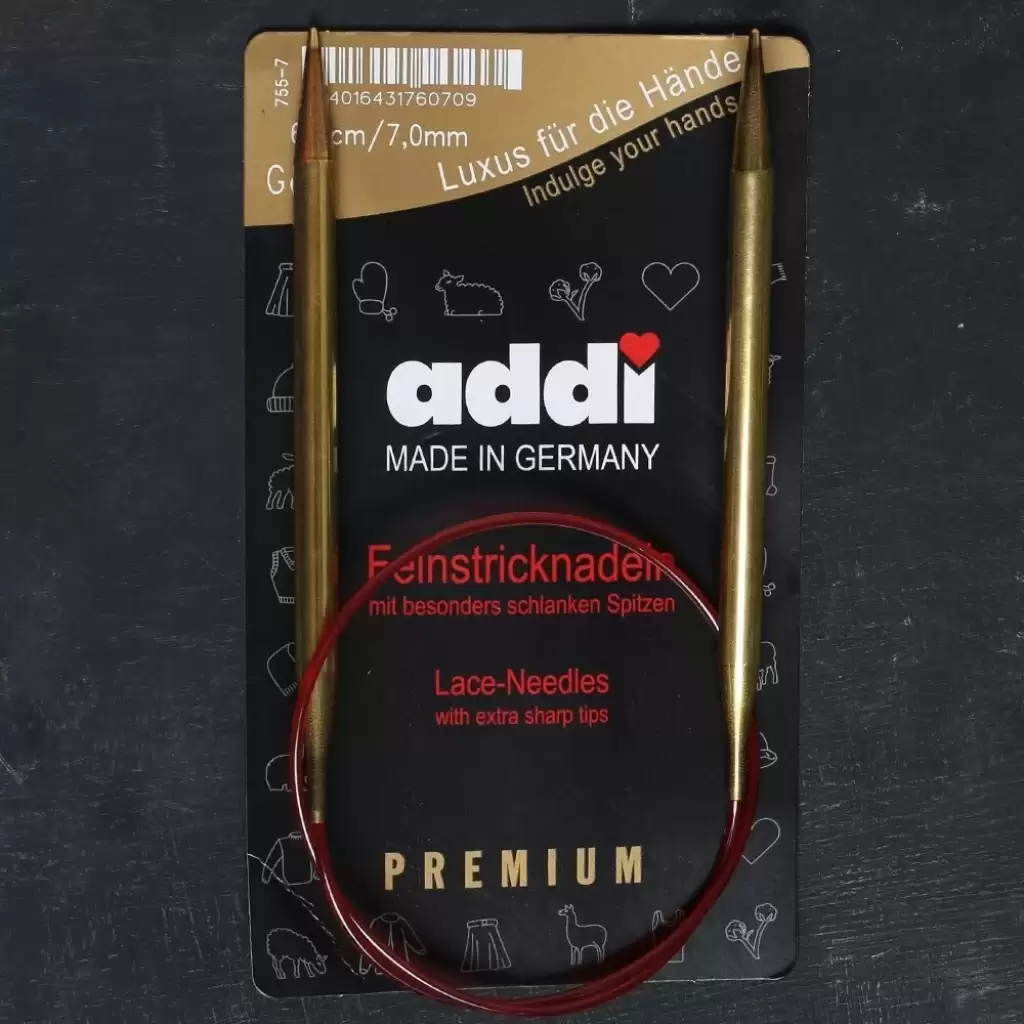 755-7
4016431760709
cm/7,0mm
Luxus für die Hände
Indulge your hands
addi
MADE IN GERMANY
Feinstricknadeln
mit besonders schlanken Spitzen
Lace-Needles
with extra sharp tips
PREMIUM